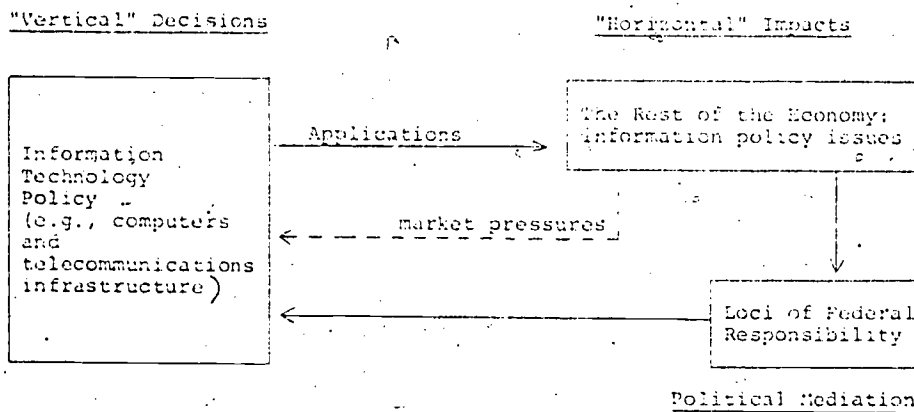 "Vertical" Decisions
"Horizontal" Impacts
Information
Technology
Policy
(e.g., computers
and
telecommunications
infrastructure)
Applications
The Rest of the Economy:
information policy issues
market pressures
Loci of Federal
Responsibility
Political Mediation